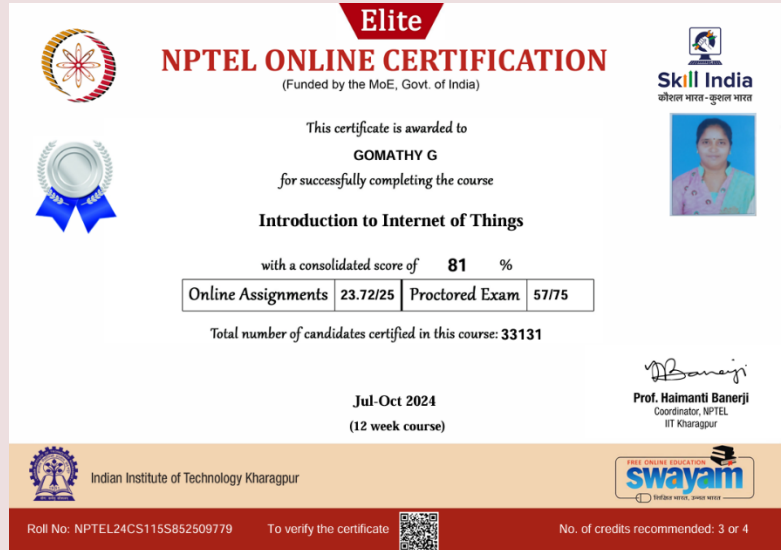 Elite
NPTEL ONLINE CERTIFICATION
(Funded by the MoE, Govt. of India)
Skill India
कौशल भारत-कुशल भारत
This certificate is awarded to
GOMATHY G
for successfully completing the course
Introduction to Internet of Things
with a consolidated score of 81 %
Online Assignments 23.72/25 Proctored Exam 57/75
Total number of candidates certified in this course: 33131
Jul-Oct 2024
(12 week course)
Prof. Haimanti Banerji
Coordinator, NPTEL
IIT Kharagpur
Indian Institute of Technology Kharagpur
FREE ONLINE EDUCATION
swayam
शिक्षित भारत, उन्नत भारत
Roll No: NPTEL24CS115S852509779 To verify the certificate No. of credits recommended: 3 or 4